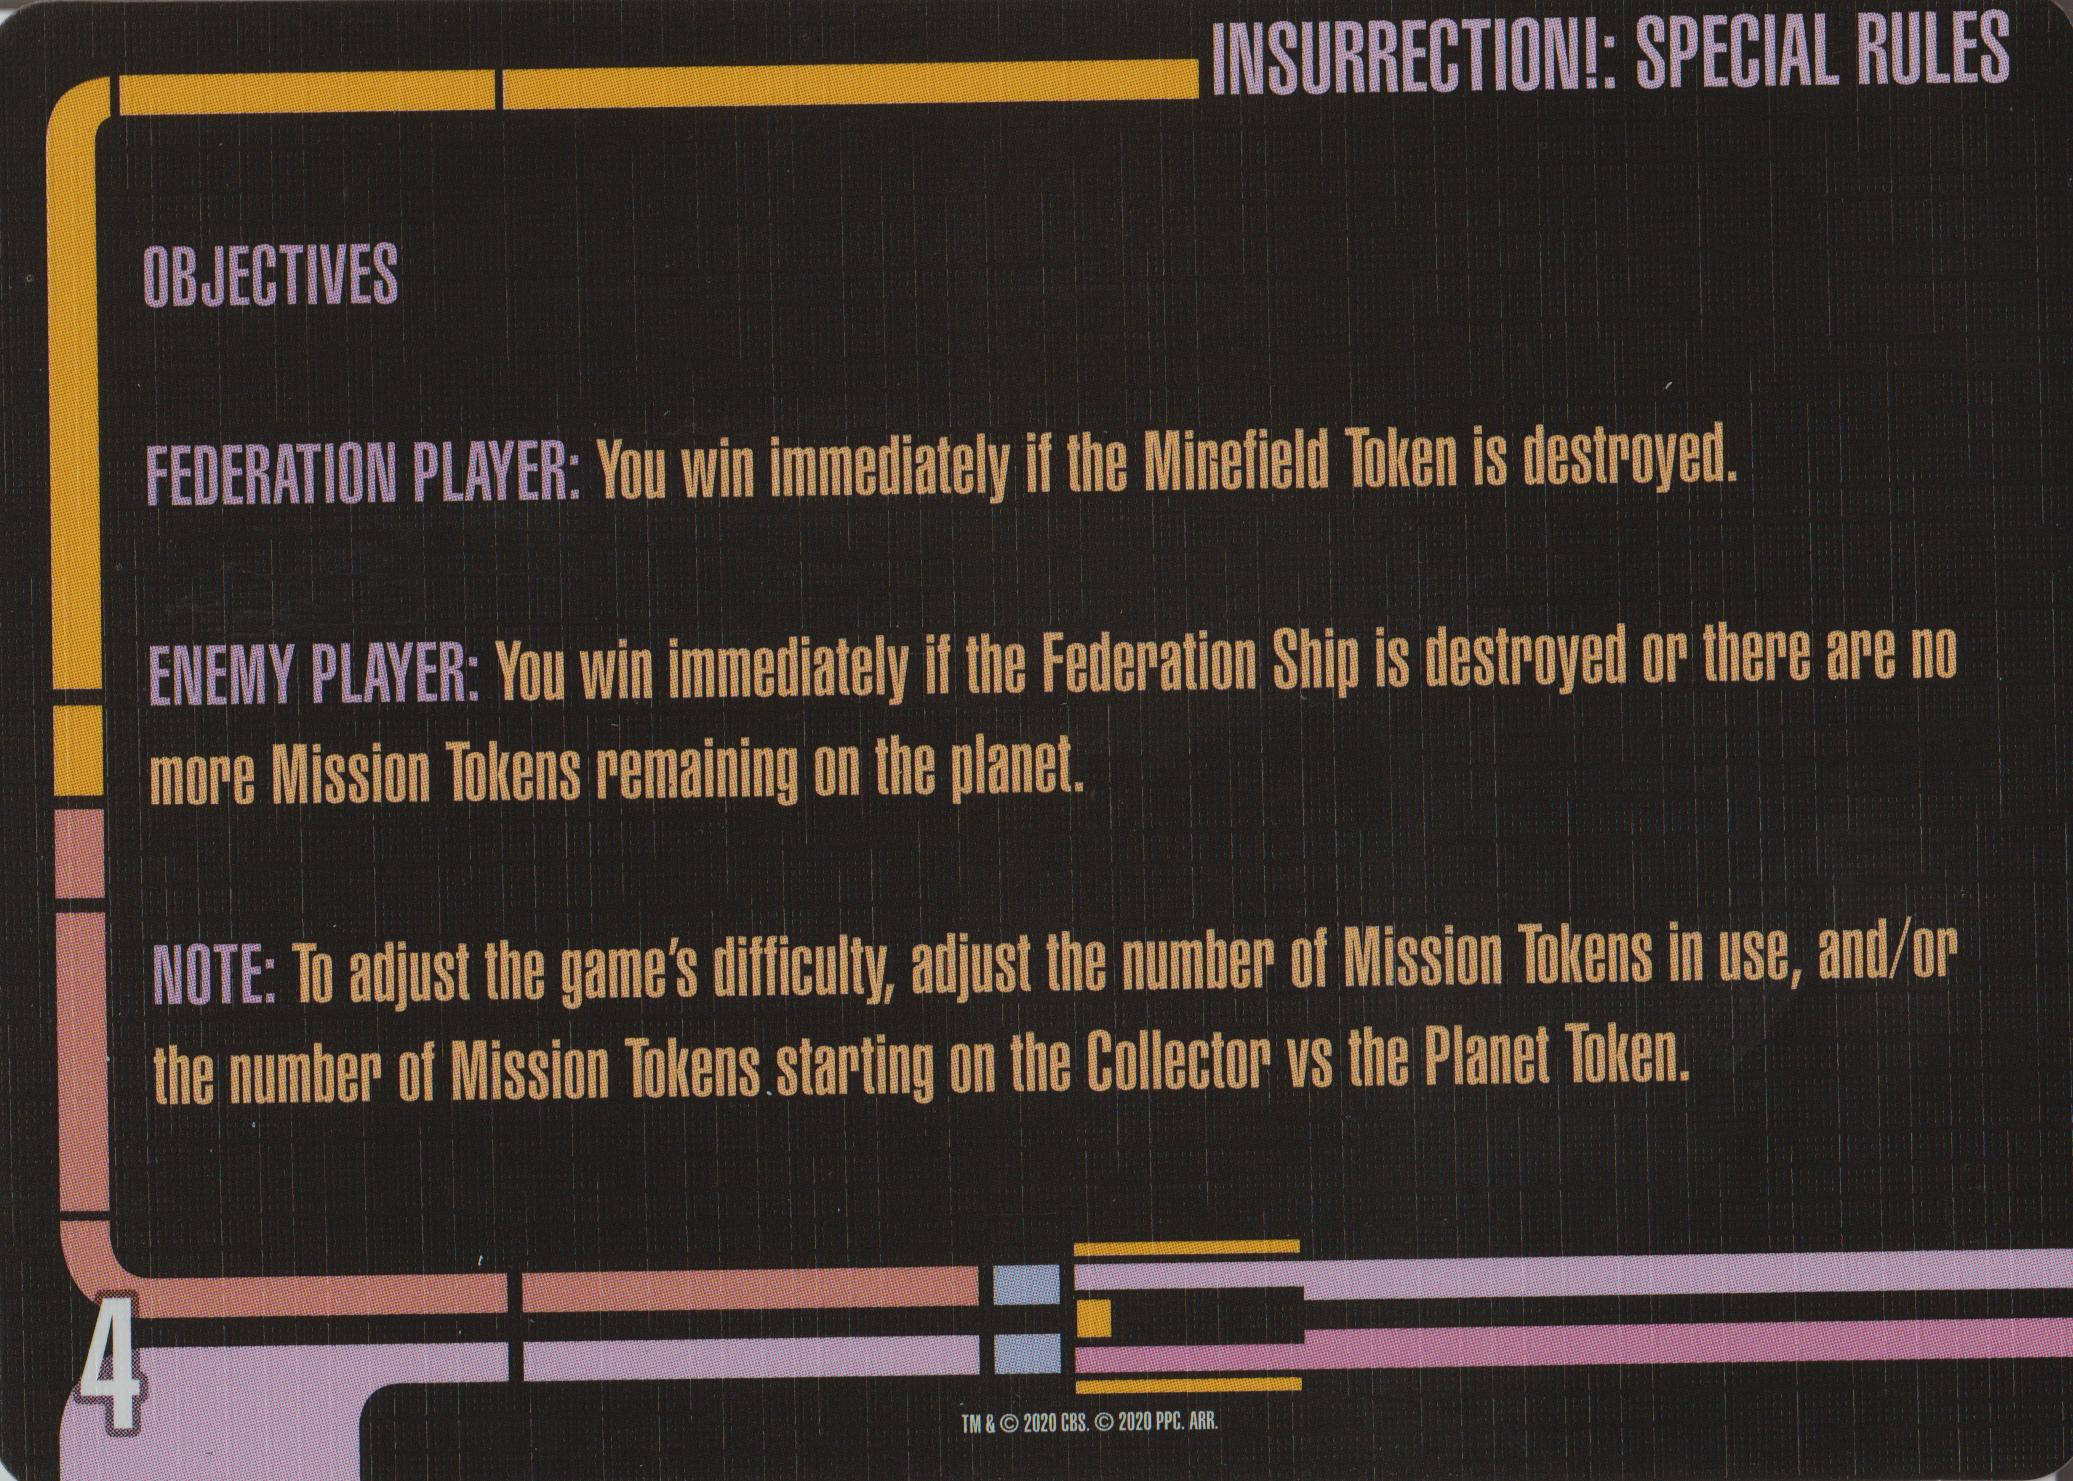 INSURRECTION!: SPECIAL RULES
OBJECTIVES
FEDERATION PLAYER: You win immediately if the Minefield Token is destroyed.
ENEMY PLAYER: You win immediately if the Federation Ship is destroyed or there are no
more Mission Tokens remaining on the planet.
NOTE: To adjust the game's difficulty, adjust the number of Mission Tokens in use, and/or
the number of Mission Tokens starting on the Collector vs the Planet Token.
4
TM & © 2020 CBS. © 2020 PPC. ARR.